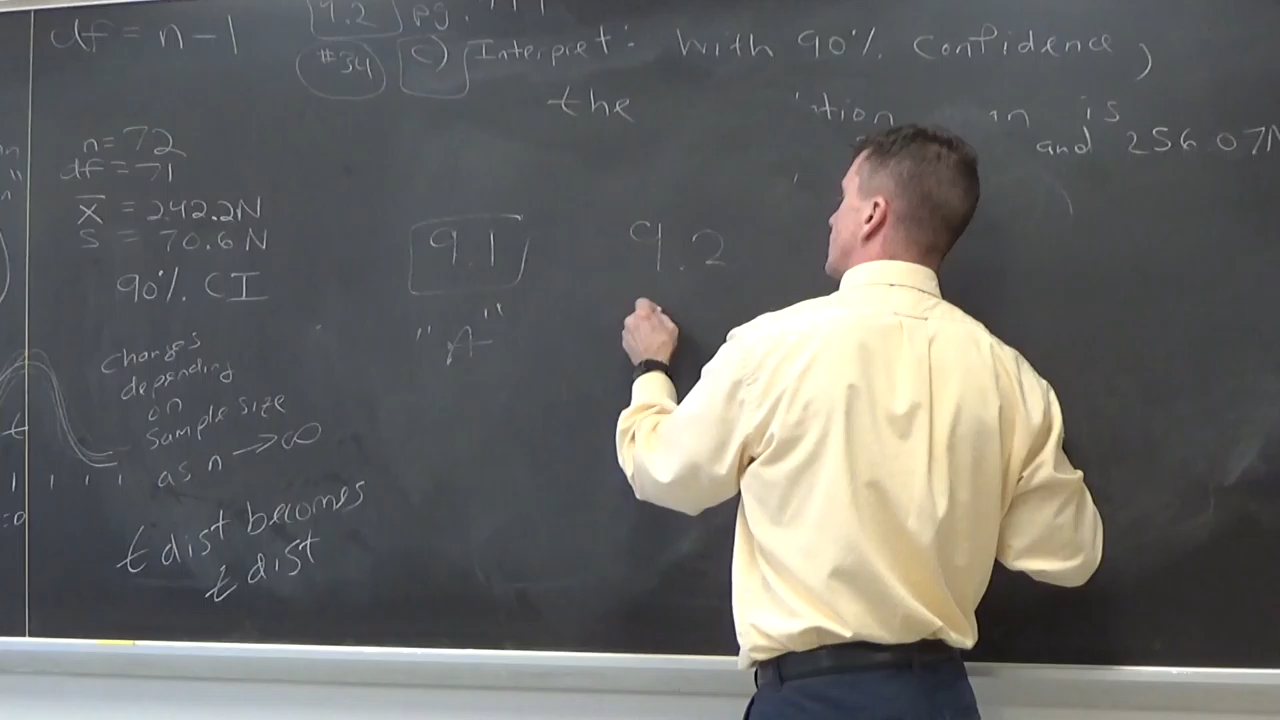 df = n-1
9.2 pg.
#34 c) Interpret: With 90% Confidence,
the
is
and 256.07N
n=72
df = 71
X̄ = 242.2N
S = 70.6N
90% CI
9.1 9.2
"A"
changes
depending
on
Sample size
as n → ∞
t dist becomes
z dist
t